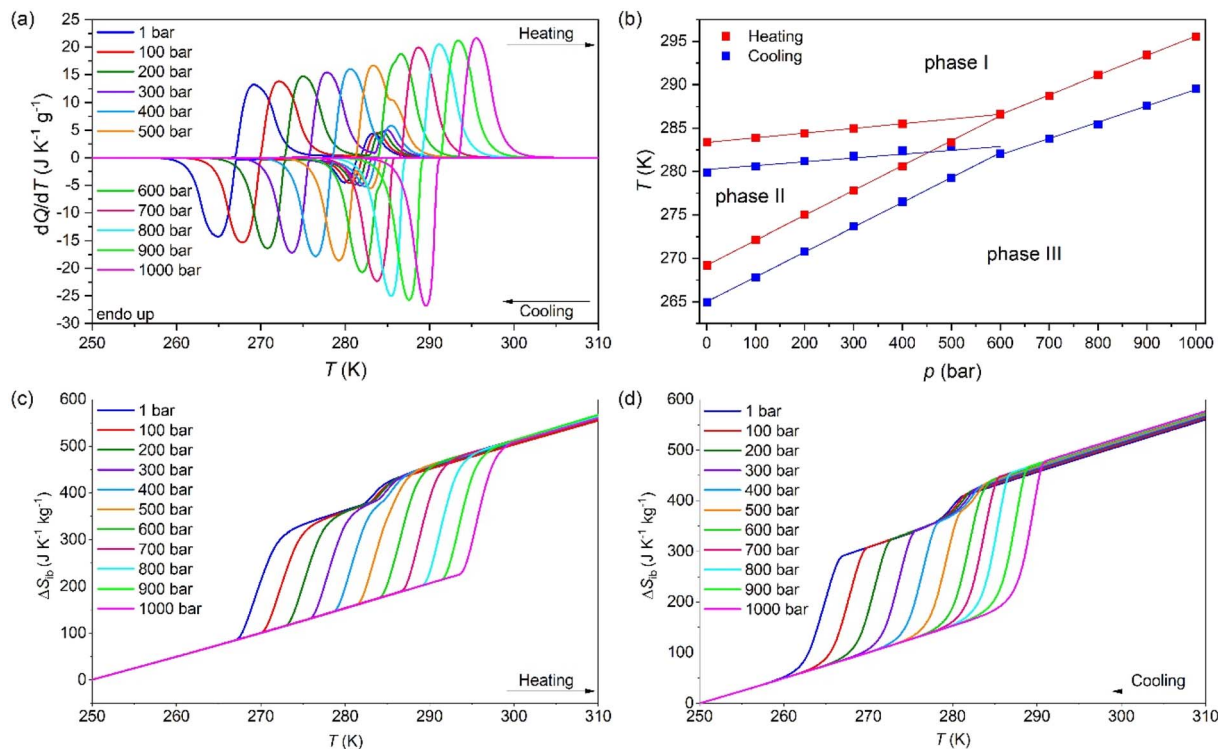 (a)
30
25
20
15
10
5
0
-5
-10
-15
-20
-25
-30
dQ/dT (J K⁻¹ g⁻¹)
1 bar
100 bar
200 bar
300 bar
400 bar
500 bar
600 bar
700 bar
800 bar
900 bar
1000 bar
Heating
Cooling
endo up
250 260 270 280 290 300 310
T (K)
(b)
295
290
285
280
275
270
265
T (K)
Heating
Cooling
phase I
phase II
phase III
0 100 200 300 400 500 600 700 800 900 1000
p (bar)
(c)
600
500
400
300
200
100
0
ΔS_ib (J K⁻¹ kg⁻¹)
1 bar
100 bar
200 bar
300 bar
400 bar
500 bar
600 bar
700 bar
800 bar
900 bar
1000 bar
Heating
250 260 270 280 290 300 310
T (K)
(d)
600
500
400
300
200
100
0
ΔS_ib (J K⁻¹ kg⁻¹)
1 bar
100 bar
200 bar
300 bar
400 bar
500 bar
600 bar
700 bar
800 bar
900 bar
1000 bar
Cooling
250 260 270 280 290 300 310
T (K)